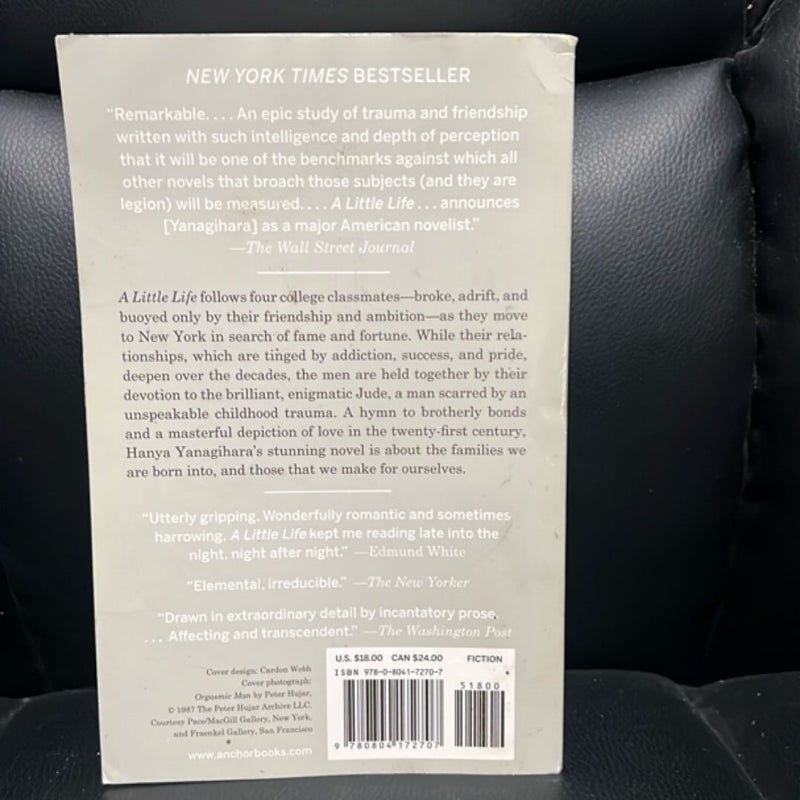 NEW YORK TIMES BESTSELLER
“Remarkable. . . . An epic study of trauma and friendship
written with such intelligence and depth of perception
that it will be one of the benchmarks against which all
other novels that broach those subjects (and they are
legion) will be measured. . . . A Little Life . . . announces
[Yanagihara] as a major American novelist.”
—The Wall Street Journal
A Little Life follows four college classmates—broke, adrift, and
buoyed only by their friendship and ambition—as they move
to New York in search of fame and fortune. While their rela-
tionships, which are tinged by addiction, success, and pride,
deepen over the decades, the men are held together by their
devotion to the brilliant, enigmatic Jude, a man scarred by an
unspeakable childhood trauma. A hymn to brotherly bonds
and a masterful depiction of love in the twenty-first century,
Hanya Yanagihara’s stunning novel is about the families we
are born into, and those that we make for ourselves.
“Utterly gripping. Wonderfully romantic and sometimes
harrowing, A Little Life kept me reading late into the
night, night after night.” —Edmund White
“Elemental, irreducible.” —The New Yorker
“Drawn in extraordinary detail by incantatory prose.
. . . Affecting and transcendent.” —The Washington Post
Cover design: Cardon Webb
Cover photograph:
Orgasmic Man by Peter Hujar,
© 1987 The Peter Hujar Archive LLC.
Courtesy Pace/MacGill Gallery, New York,
and Fraenkel Gallery, San Francisco
www.anchorbooks.com
U.S. $18.00 CAN $24.00 FICTION
ISBN 978-0-8041-7270-7
51800
9 780804 172707